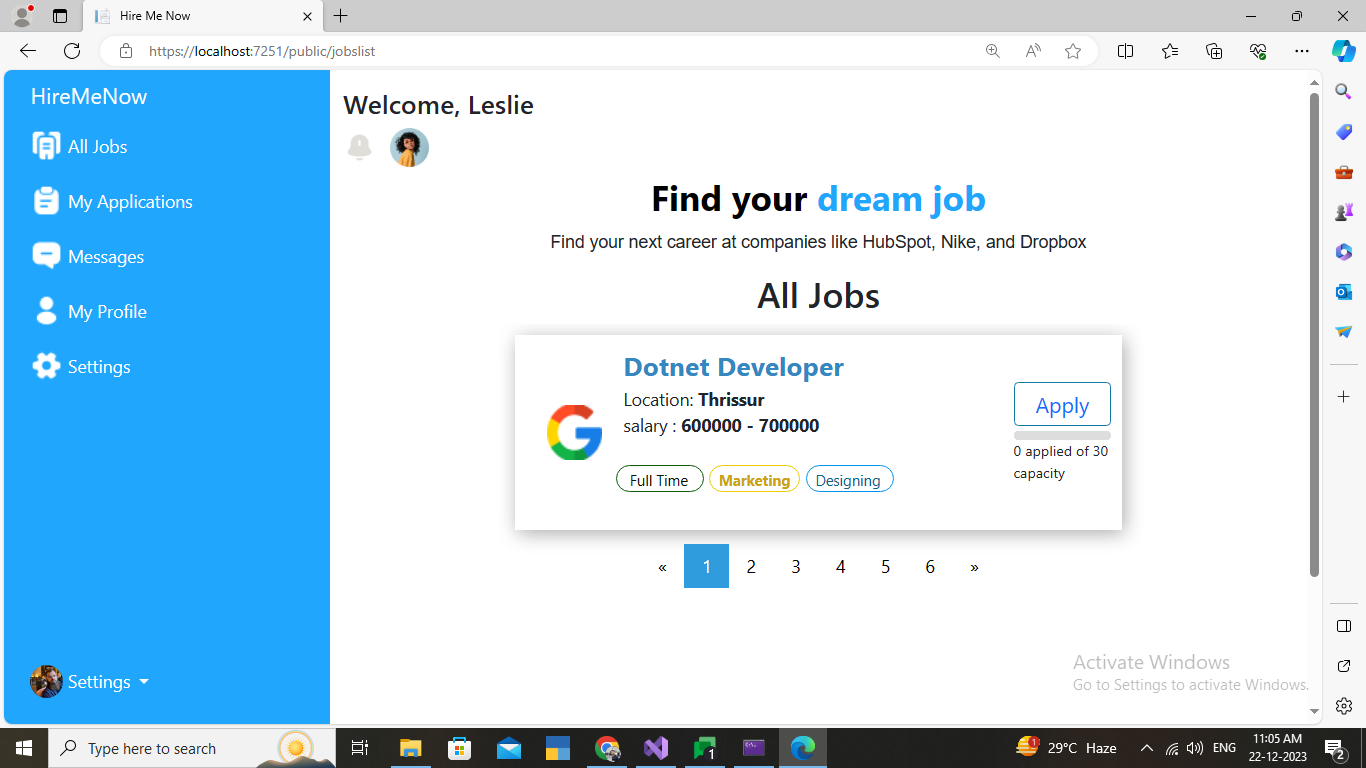 Hire Me Now
https://localhost:7251/public/jobslist
HireMeNow
All Jobs
My Applications
Messages
My Profile
Settings
Settings
Welcome, Leslie
Find your dream job
Find your next career at companies like HubSpot, Nike, and Dropbox
All Jobs
Dotnet Developer
Location: Thrissur
salary : 600000 - 700000
Full Time Marketing Designing
Apply
0 applied of 30
capacity
« 1 2 3 4 5 6 »
Activate Windows
Go to Settings to activate Windows.
Type here to search
1
1
29°C Haze
ENG
11:05 AM
22-12-2023
2